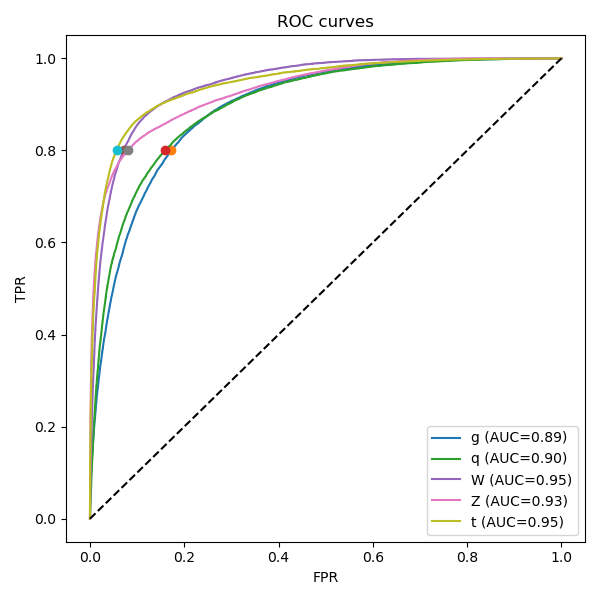 ROC curves
TPR
1.0
0.8
0.6
0.4
0.2
0.0
0.0 0.2 0.4 0.6 0.8 1.0
FPR
g (AUC=0.89)
q (AUC=0.90)
W (AUC=0.95)
Z (AUC=0.93)
t (AUC=0.95)